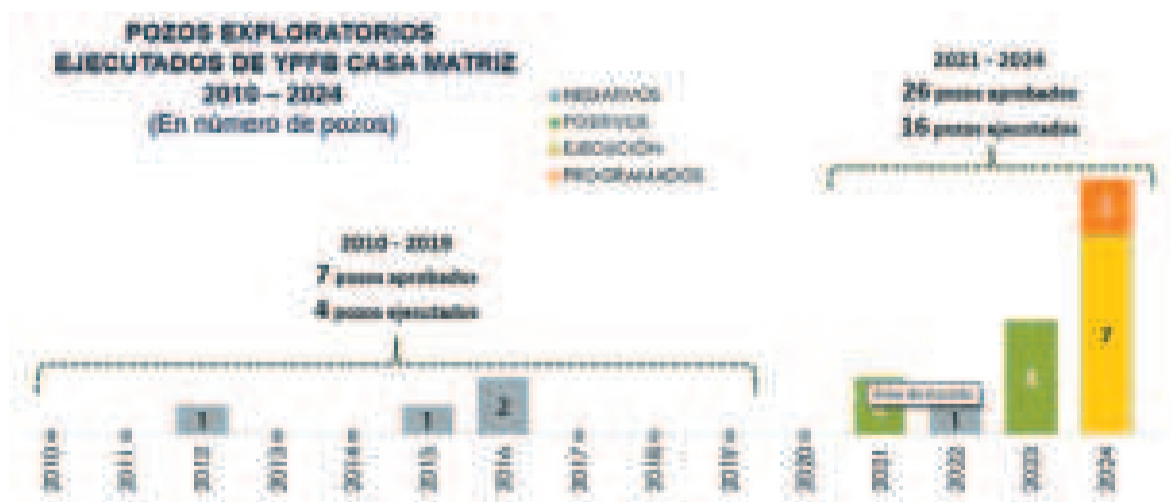 POZOS EXPLORATORIOS
EJECUTADOS DE YPFB CASA MATRIZ
2010 – 2024
(En número de pozos)
NEGATIVOS
POSITIVOS
EJECUCIÓN
PROGRAMADOS
2021 - 2024
26 pozos aprobados
16 pozos ejecutados
2010 - 2019
7 pozos aprobados
4 pozos ejecutados
1
1
2
1
7
2010
2011
2012
2013
2014
2015
2016
2017
2018
2019
2020
2021
2022
2023
2024